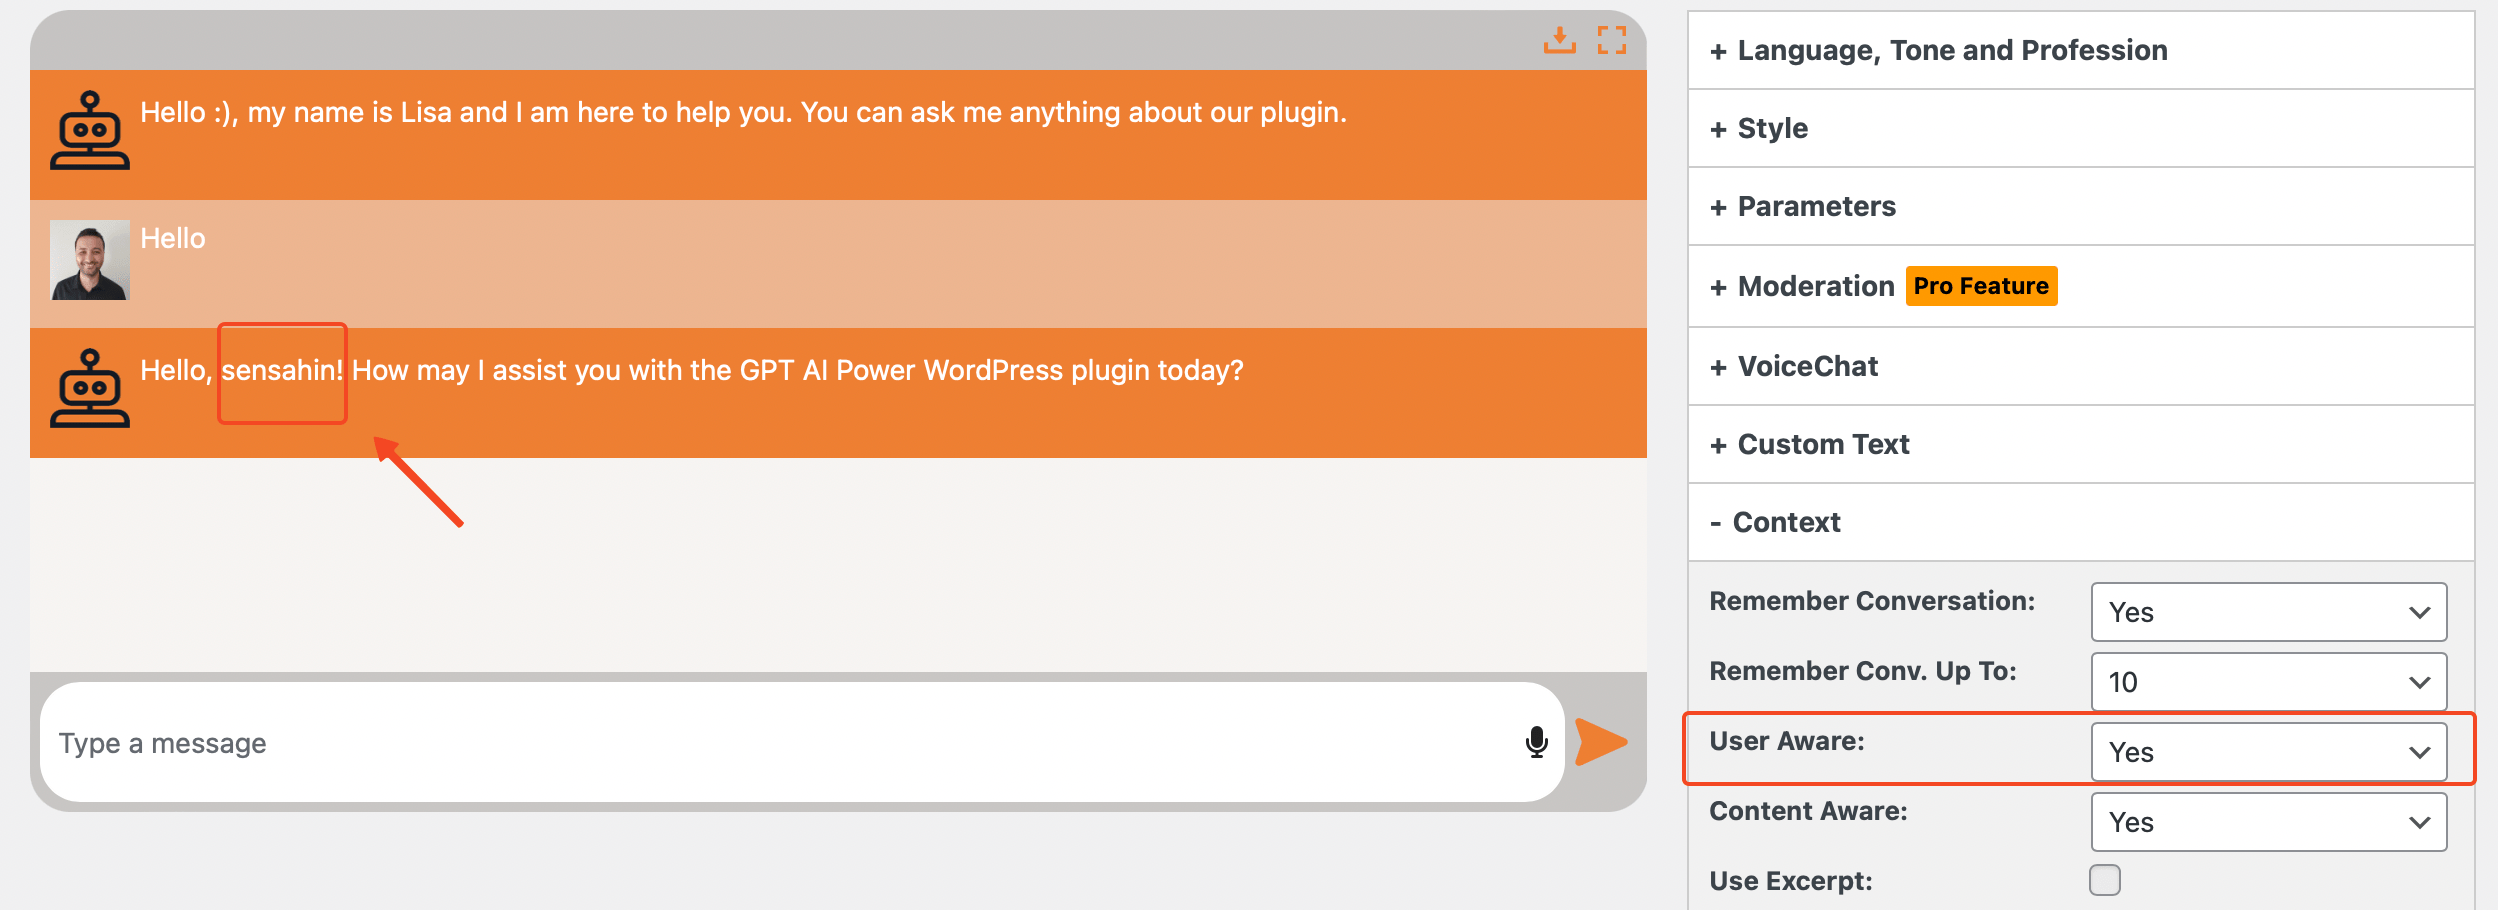 Hello :), my name is Lisa and I am here to help you. You can ask me anything about our plugin.
Hello
Hello, sensahin! How may I assist you with the GPT AI Power WordPress plugin today?
Type a message
+ Language, Tone and Profession
+ Style
+ Parameters
+ Moderation Pro Feature
+ VoiceChat
+ Custom Text
- Context
Remember Conversation: Yes
Remember Conv. Up To: 10
User Aware: Yes
Content Aware: Yes
Use Excerpt: